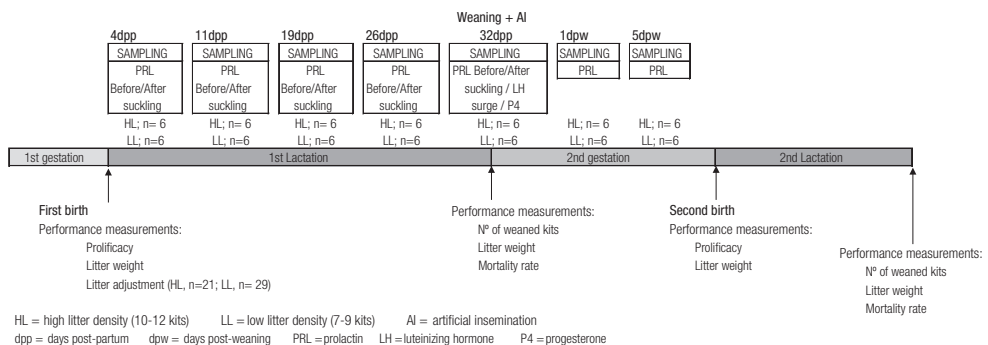 Weaning + AI
4dpp 11dpp 19dpp 26dpp 32dpp 1dpw 5dpw
SAMPLING SAMPLING SAMPLING SAMPLING SAMPLING SAMPLING SAMPLING
PRL PRL PRL PRL PRL Before/After PRL PRL
Before/After Before/After Before/After Before/After suckling / LH
suckling suckling suckling suckling surge / P4
HL; n= 6 HL; n= 6 HL; n= 6 HL; n= 6 HL; n= 6 HL; n= 6 HL; n= 6
LL; n=6 LL; n=6 LL; n=6 LL; n=6 LL; n=6 LL; n=6 LL; n=6
1st gestation 1st Lactation 2nd gestation 2nd Lactation
First birth
Performance measurements:
Prolificacy
Litter weight
Litter adjustment (HL, n=21; LL, n= 29)
Performance measurements:
Nº of weaned kits
Litter weight
Mortality rate
Second birth
Performance measurements:
Prolificacy
Litter weight
Performance measurements:
Nº of weaned kits
Litter weight
Mortality rate
HL = high litter density (10-12 kits) LL = low litter density (7-9 kits) AI = artificial insemination
dpp = days post-partum dpw = days post-weaning PRL = prolactin LH = luteinizing hormone P4 = progesterone